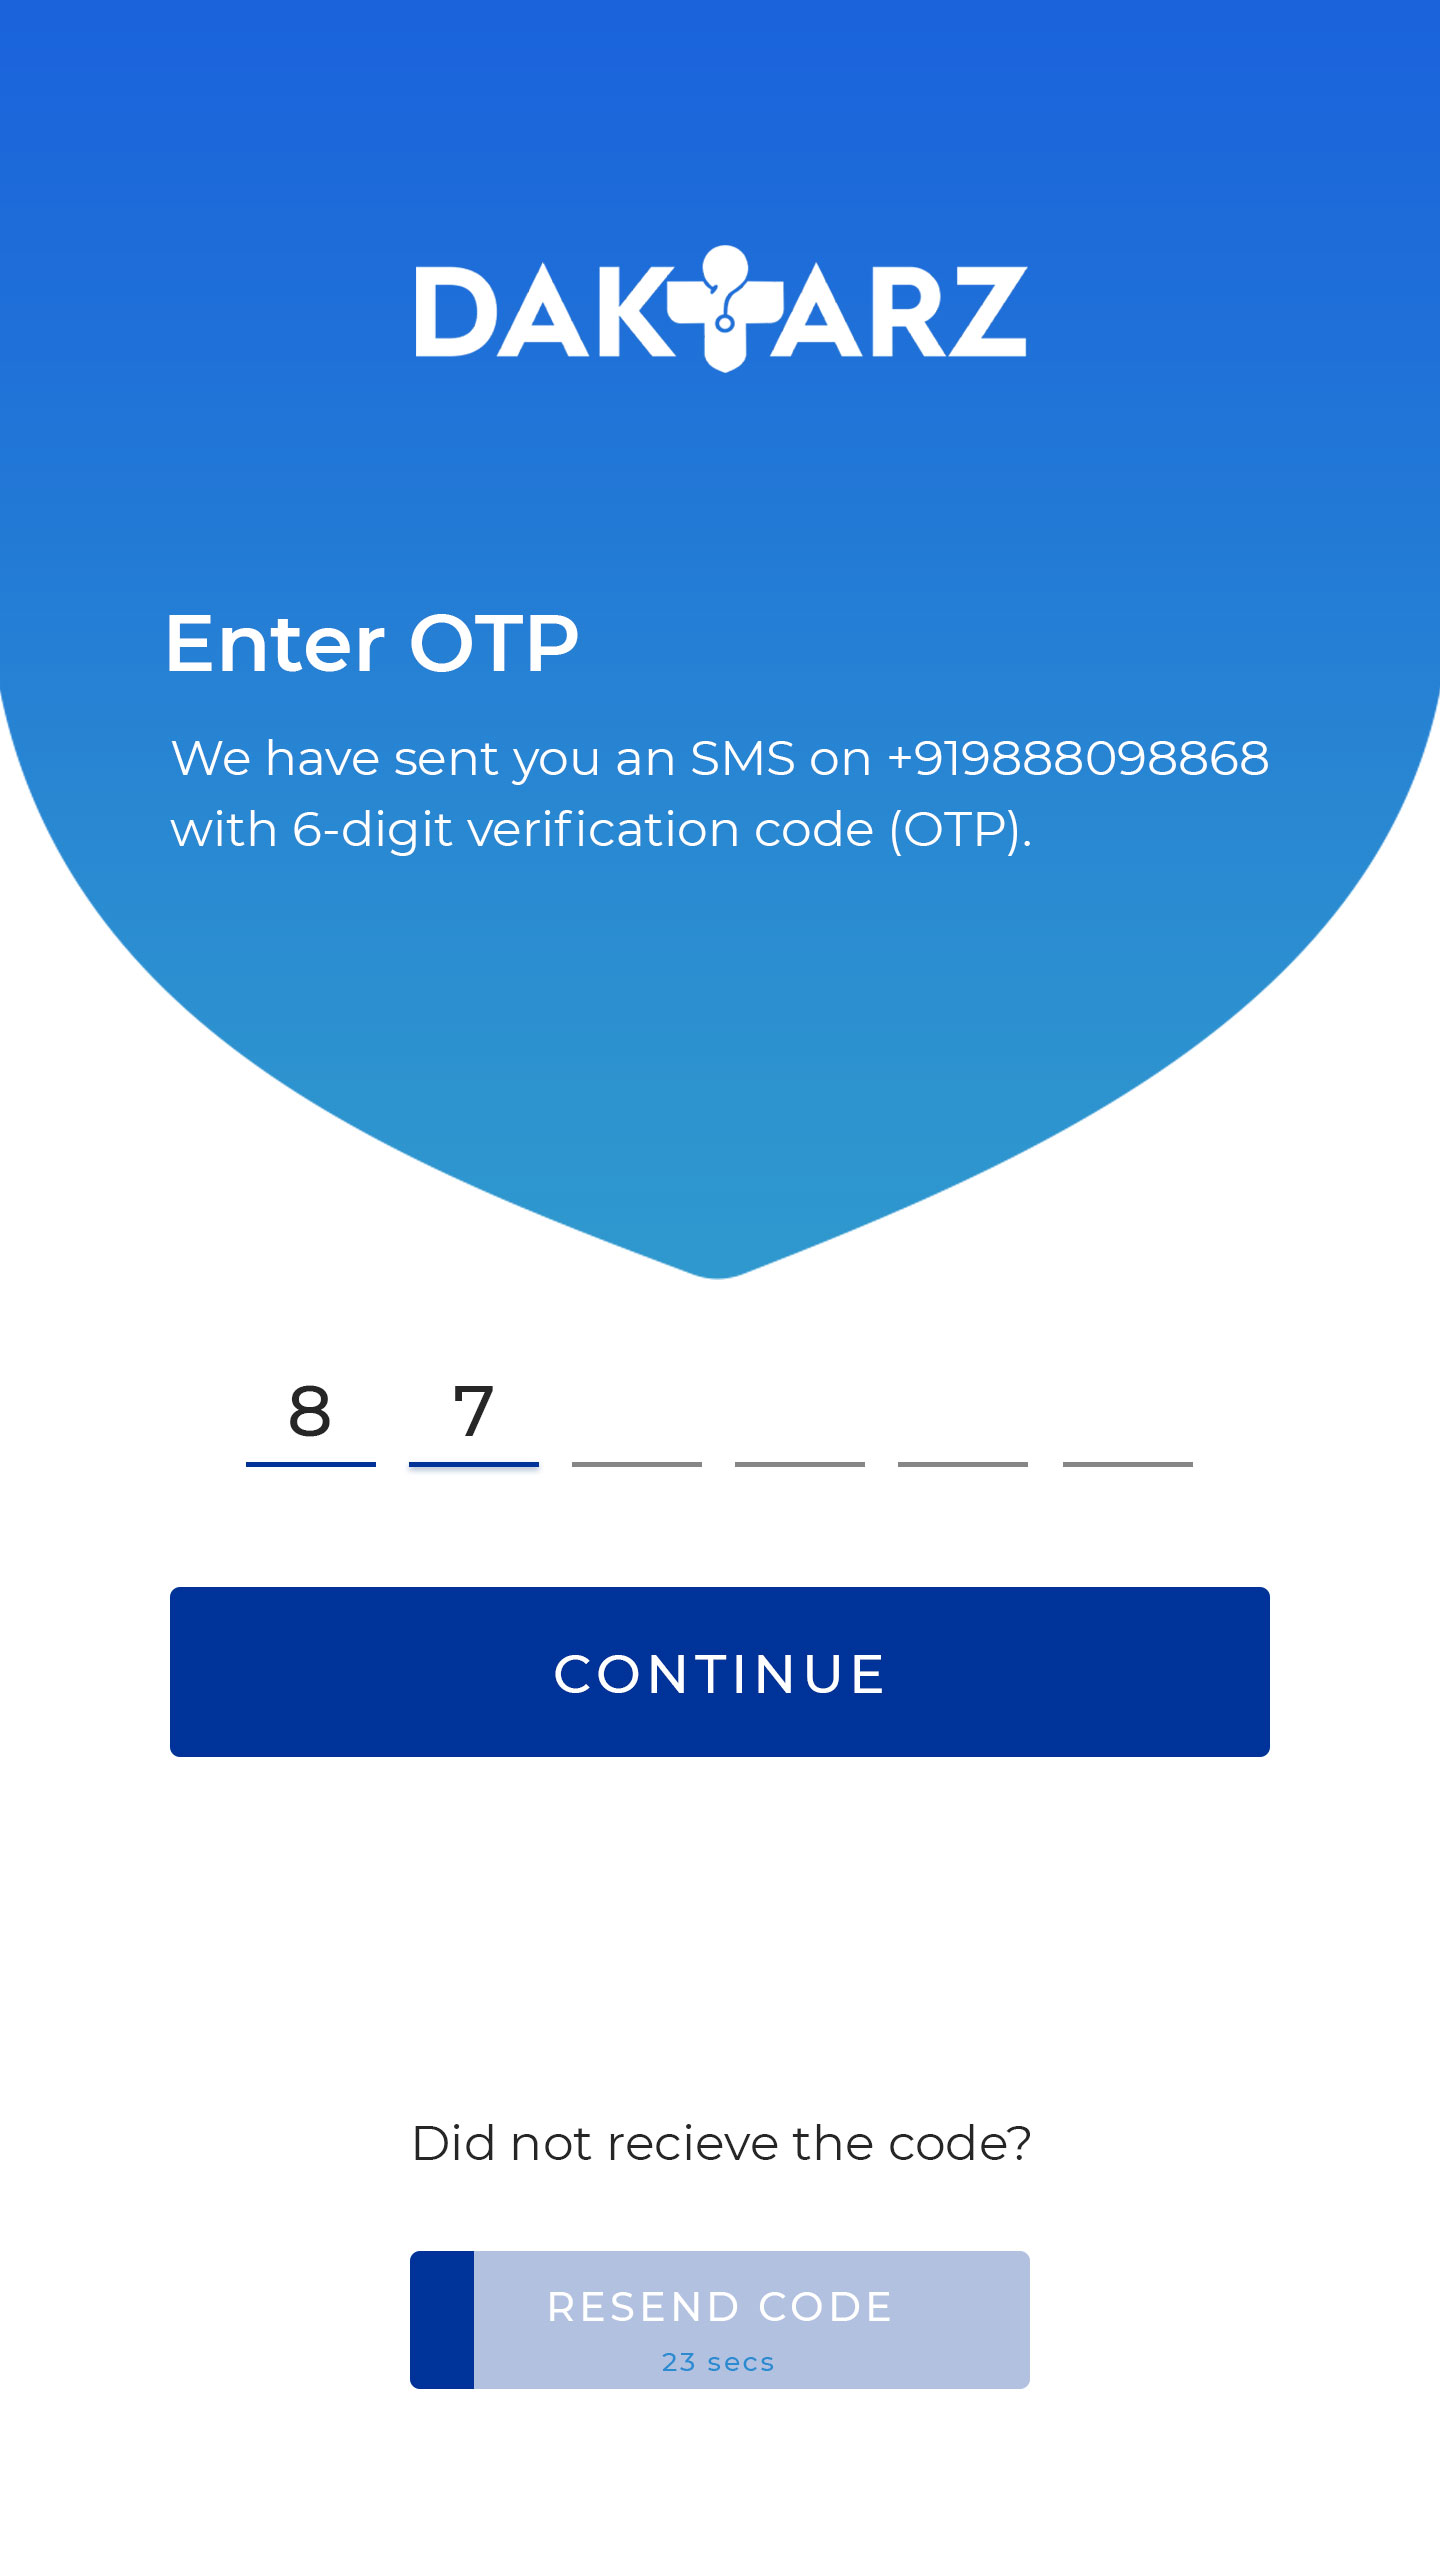 DAKTARZ
Enter OTP
We have sent you an SMS on +919888098868
with 6-digit verification code (OTP).
8 7
CONTINUE
Did not recieve the code?
RESEND CODE
23 secs